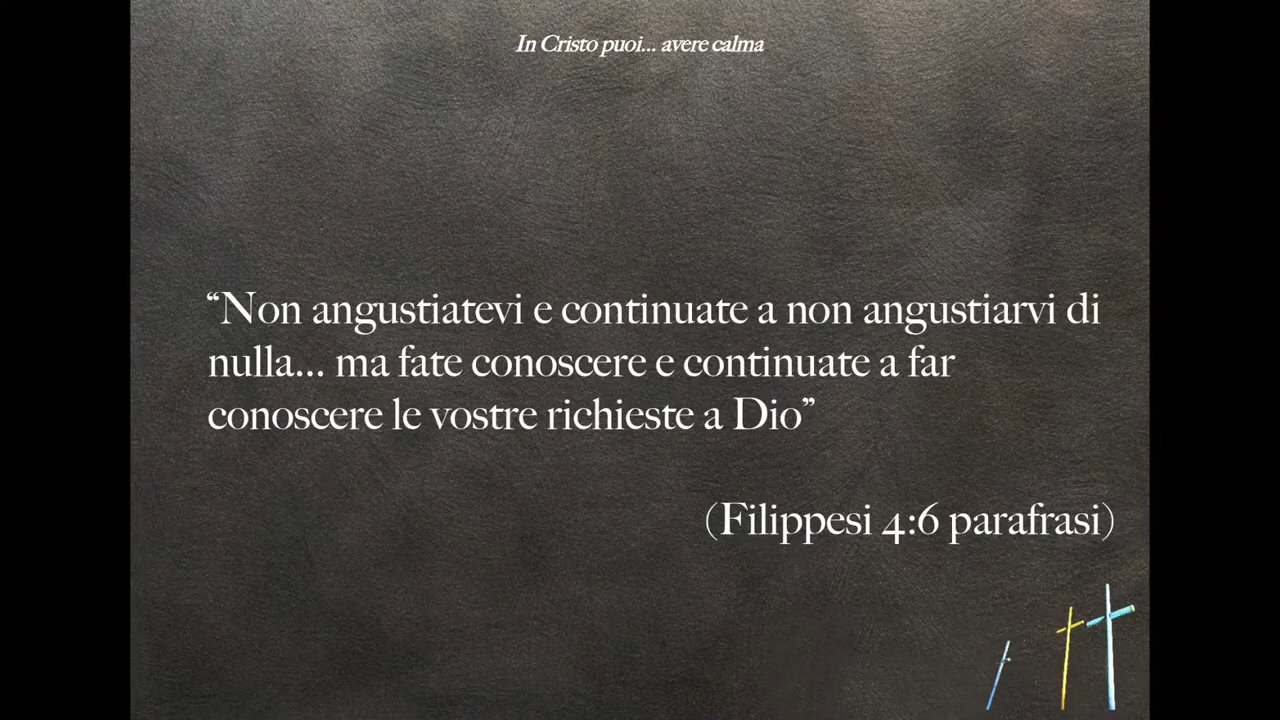 In Cristo puoi... avere calma
“Non angustiatevi e continuate a non angustiarvi di
nulla... ma fate conoscere e continuate a far
conoscere le vostre richieste a Dio”
(Filippesi 4:6 parafrasi)